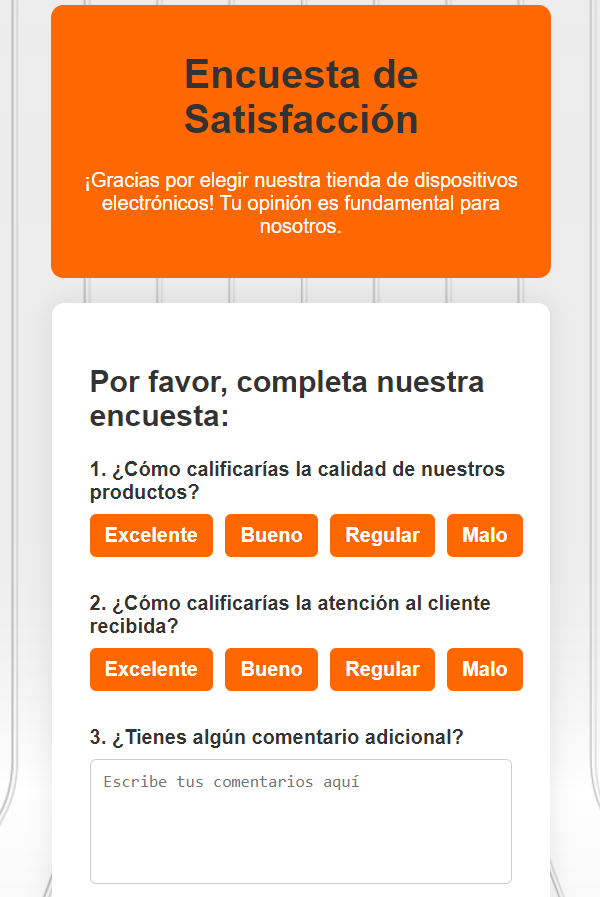 Encuesta de
Satisfacción
¡Gracias por elegir nuestra tienda de dispositivos
electrónicos! Tu opinión es fundamental para
nosotros.
Por favor, completa nuestra
encuesta:
1. ¿Cómo calificarías la calidad de nuestros
productos?
Excelente Bueno Regular Malo
2. ¿Cómo calificarías la atención al cliente
recibida?
Excelente Bueno Regular Malo
3. ¿Tienes algún comentario adicional?
Escribe tus comentarios aquí